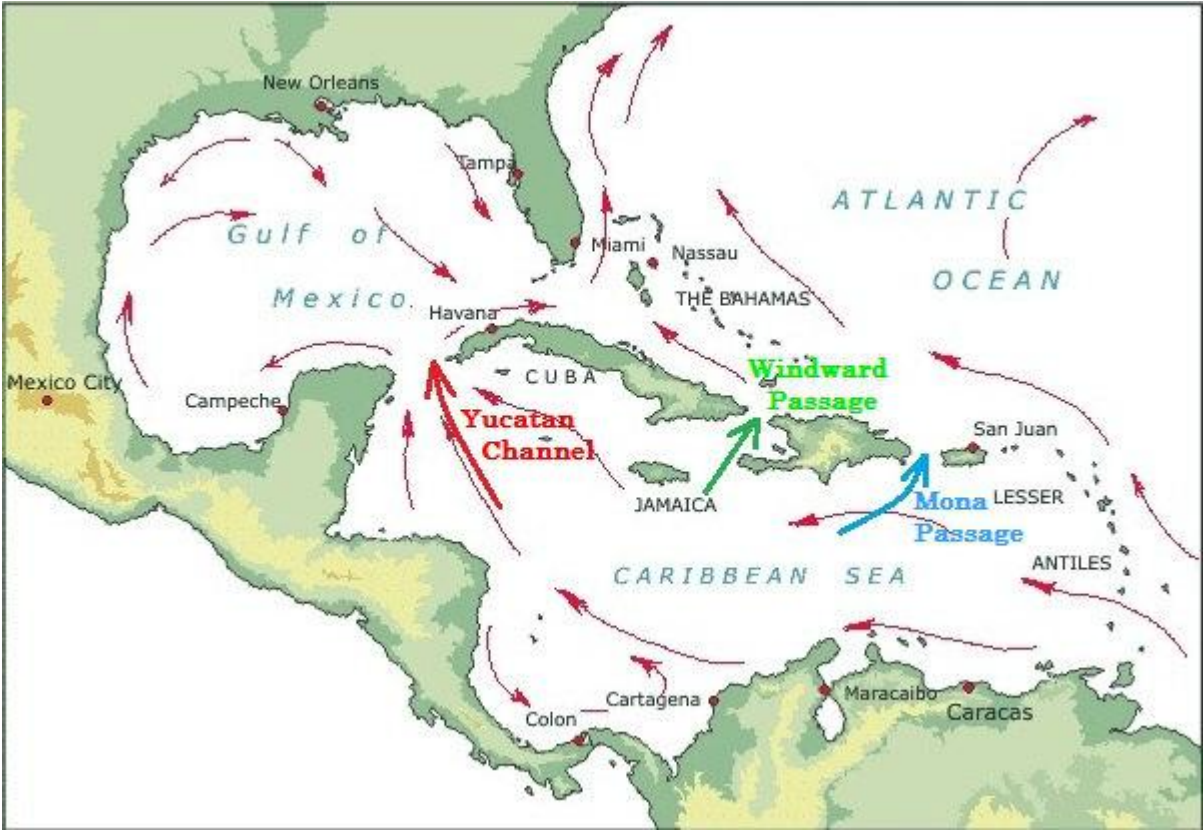 New Orleans
Tampa
ATLANTIC
Gulf of
Miami
Nassau
OCEAN
Mexico
THE BAHAMAS
Havana
Windward
Passage
CUBA
Mexico City
Campeche
Yucatan
Channel
San Juan
JAMAICA
Mona
Passage
LESSER
ANTILES
CARIBBEAN SEA
Cartagena
Maracaibo
Caracas
Colon